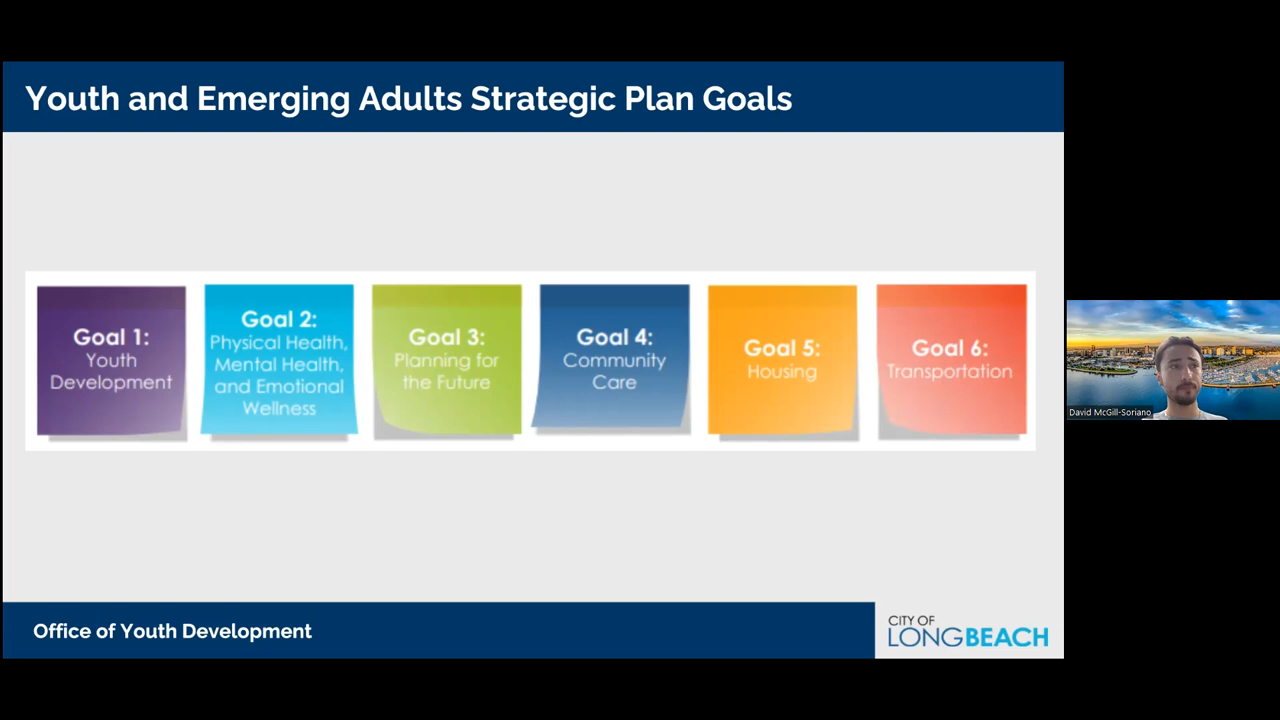 Youth and Emerging Adults Strategic Plan Goals
Goal 1:
Youth
Development
Goal 2:
Physical Health,
Mental Health,
and Emotional
Wellness
Goal 3:
Planning for
the Future
Goal 4:
Community
Care
Goal 5:
Housing
Goal 6:
Transportation
David McGill-Soriano
Office of Youth Development
CITY OF
LONGBEACH